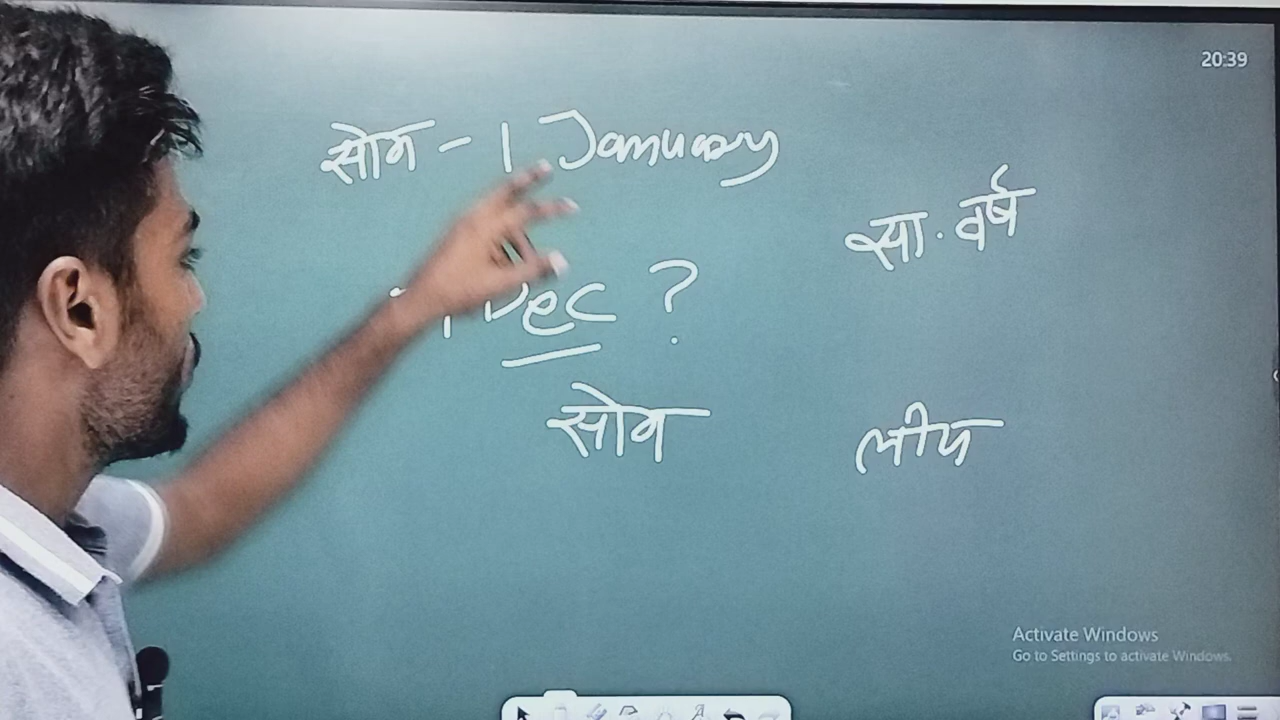 20:39
सोम - 1 January
सा. वर्ष
Dec ?
सोम
लीप
Activate Windows
Go to Settings to activate Windows.